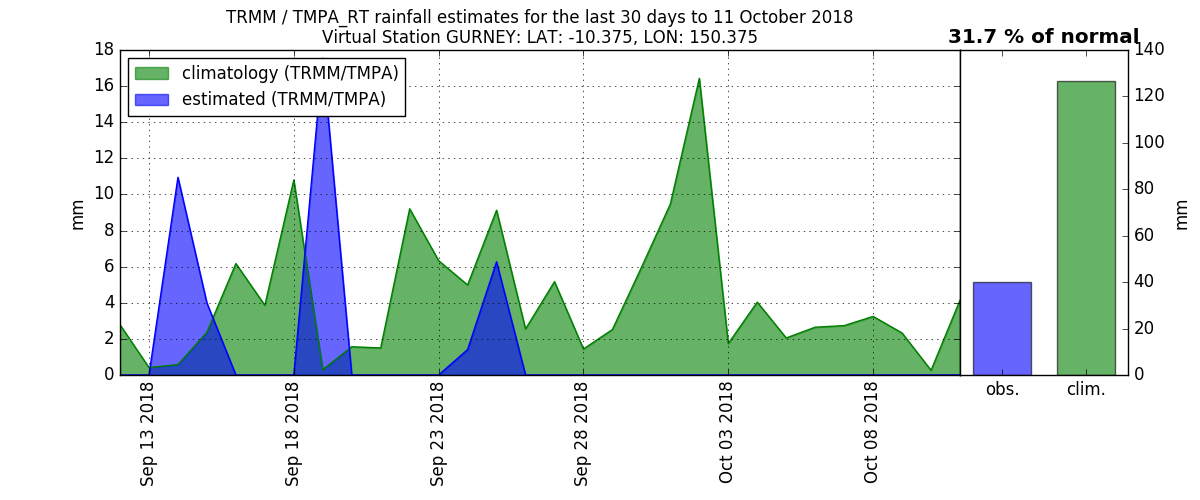 TRMM / TMPA_RT rainfall estimates for the last 30 days to 11 October 2018
Virtual Station GURNEY: LAT: -10.375, LON: 150.375
31.7 % of normal
climatology (TRMM/TMPA)
estimated (TRMM/TMPA)
18
16
14
12
10
8
6
4
2
0
mm
Sep 13 2018
Sep 18 2018
Sep 23 2018
Sep 28 2018
Oct 03 2018
Oct 08 2018
140
120
100
80
60
40
20
0
mm
obs.
clim.